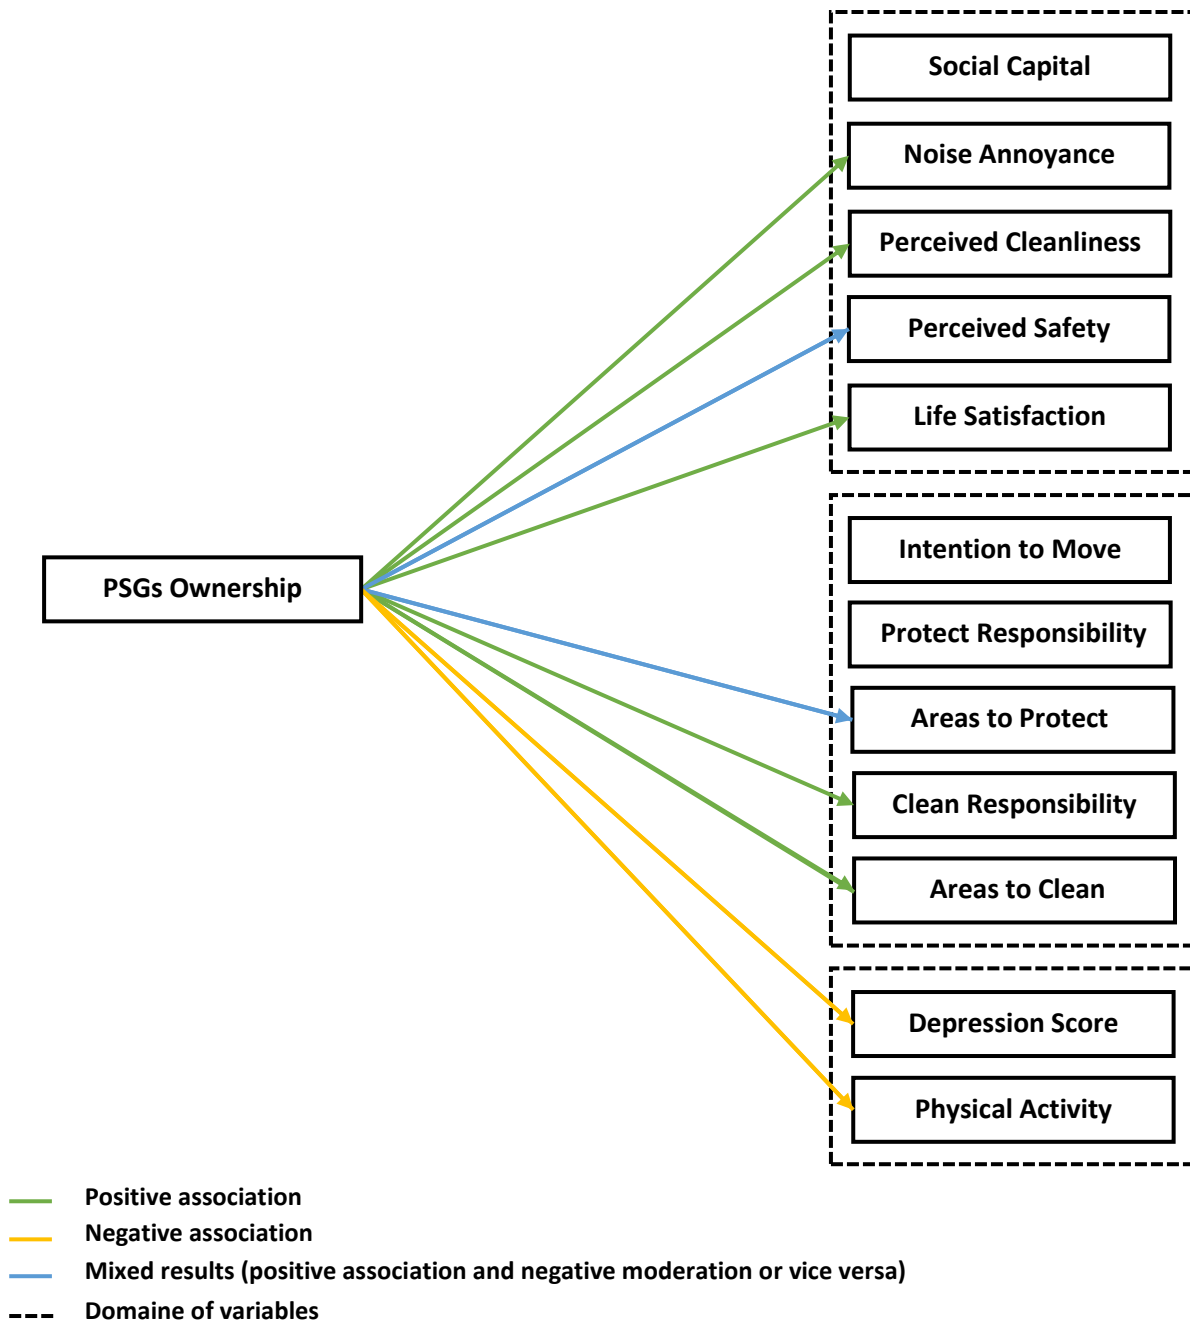 Social Capital
Noise Annoyance
Perceived Cleanliness
Perceived Safety
Life Satisfaction
PSGs Ownership
Intention to Move
Protect Responsibility
Areas to Protect
Clean Responsibility
Areas to Clean
Depression Score
Physical Activity
Positive association
Negative association
Mixed results (positive association and negative moderation or vice versa)
Domaine of variables